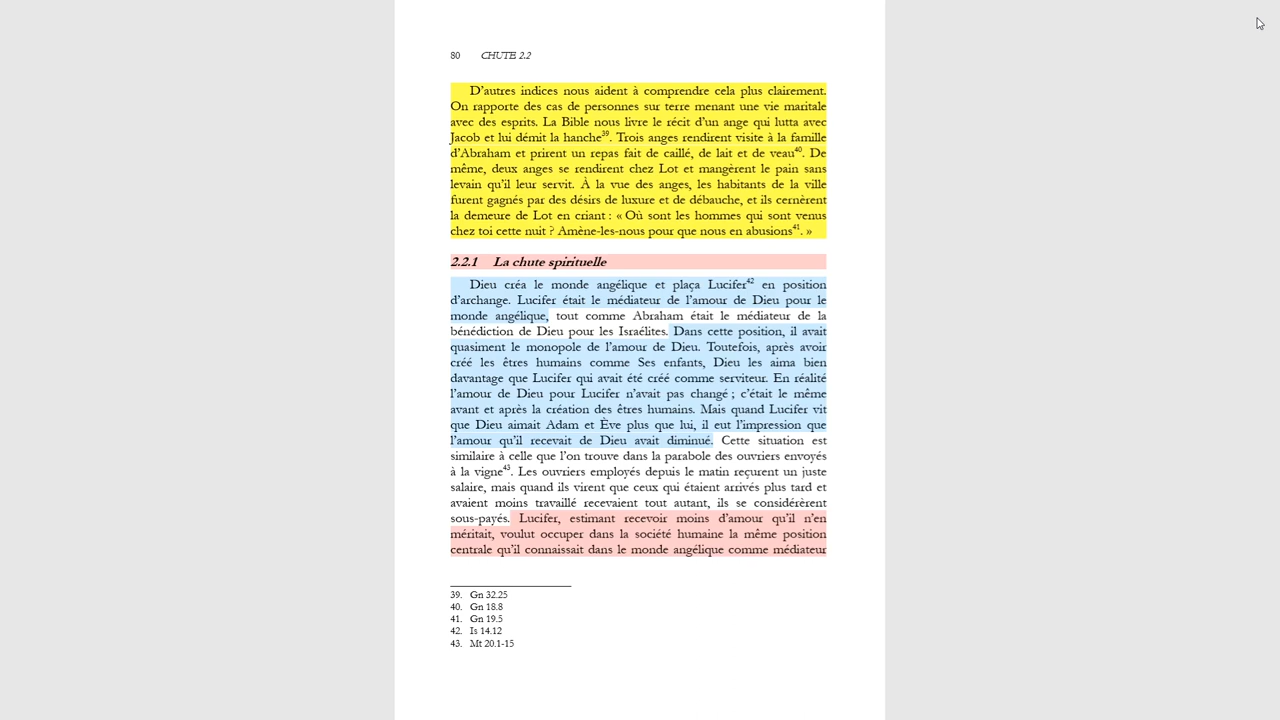 80 CHUTE 2.2
D’autres indices nous aident à comprendre cela plus clairement.
On rapporte des cas de personnes sur terre menant une vie maritale
avec des esprits. La Bible nous livre le récit d’un ange qui lutta avec
Jacob et lui démit la hanche39. Trois anges rendirent visite à la famille
d’Abraham et prirent un repas fait de caillé, de lait et de veau40. De
même, deux anges se rendirent chez Lot et mangèrent le pain sans
levain qu’il leur servit. À la vue des anges, les habitants de la ville
furent gagnés par des désirs de luxure et de débauche, et ils cernèrent
la demeure de Lot en criant : « Où sont les hommes qui sont venus
chez toi cette nuit ? Amène-les-nous pour que nous en abusions41. »
2.2.1 La chute spirituelle
Dieu créa le monde angélique et plaça Lucifer42 en position
d’archange. Lucifer était le médiateur de l’amour de Dieu pour le
monde angélique, tout comme Abraham était le médiateur de la
bénédiction de Dieu pour les Israélites. Dans cette position, il avait
quasiment le monopole de l’amour de Dieu. Toutefois, après avoir
créé les êtres humains comme Ses enfants, Dieu les aima bien
davantage que Lucifer qui avait été créé comme serviteur. En réalité
l’amour de Dieu pour Lucifer n’avait pas changé ; c’était le même
avant et après la création des êtres humains. Mais quand Lucifer vit
que Dieu aimait Adam et Ève plus que lui, il eut l’impression que
l’amour qu’il recevait de Dieu avait diminué. Cette situation est
similaire à celle que l’on trouve dans la parabole des ouvriers envoyés
à la vigne43. Les ouvriers employés depuis le matin reçurent un juste
salaire, mais quand ils virent que ceux qui étaient arrivés plus tard et
avaient moins travaillé recevaient tout autant, ils se considérèrent
sous-payés. Lucifer, estimant recevoir moins d’amour qu’il n’en
méritait, voulut occuper dans la société humaine la même position
centrale qu’il connaissait dans le monde angélique comme médiateur
39. Gn 32.25
40. Gn 18.8
41. Gn 19.5
42. Is 14.12
43. Mt 20.1-15